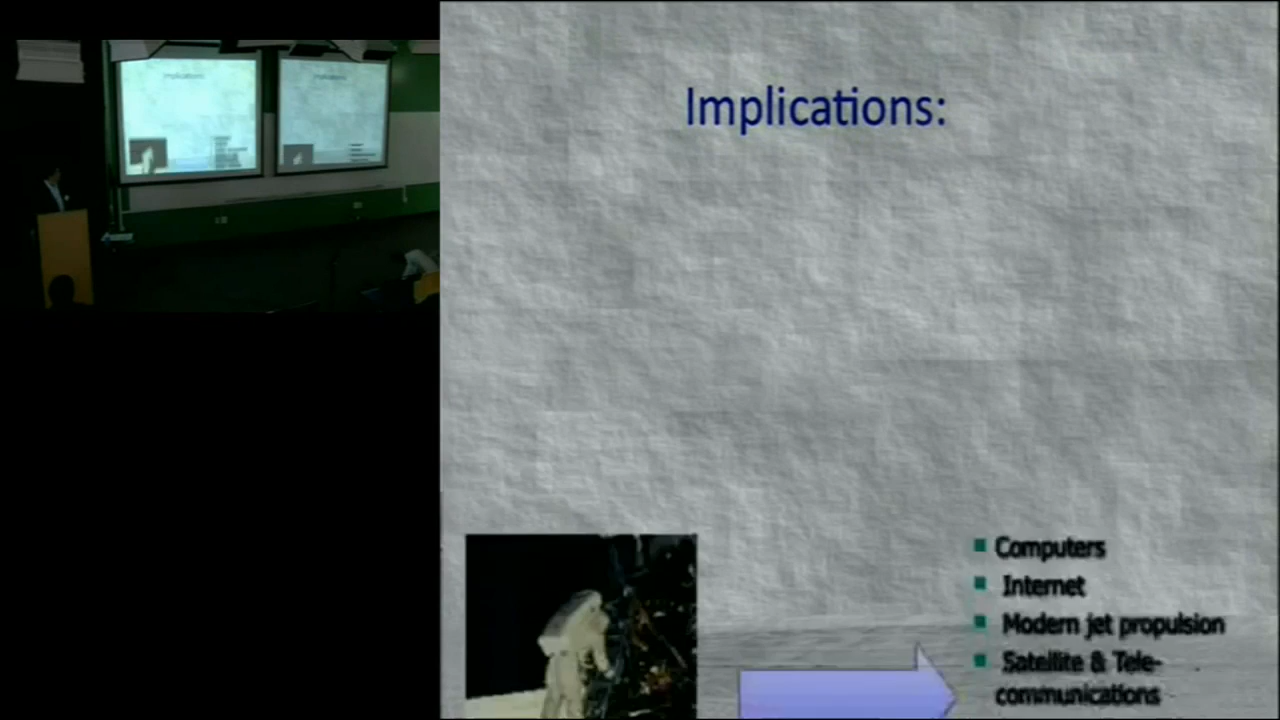 Implications:
Computers
Internet
Modern jet propulsion
Satellite & Tele-
communications